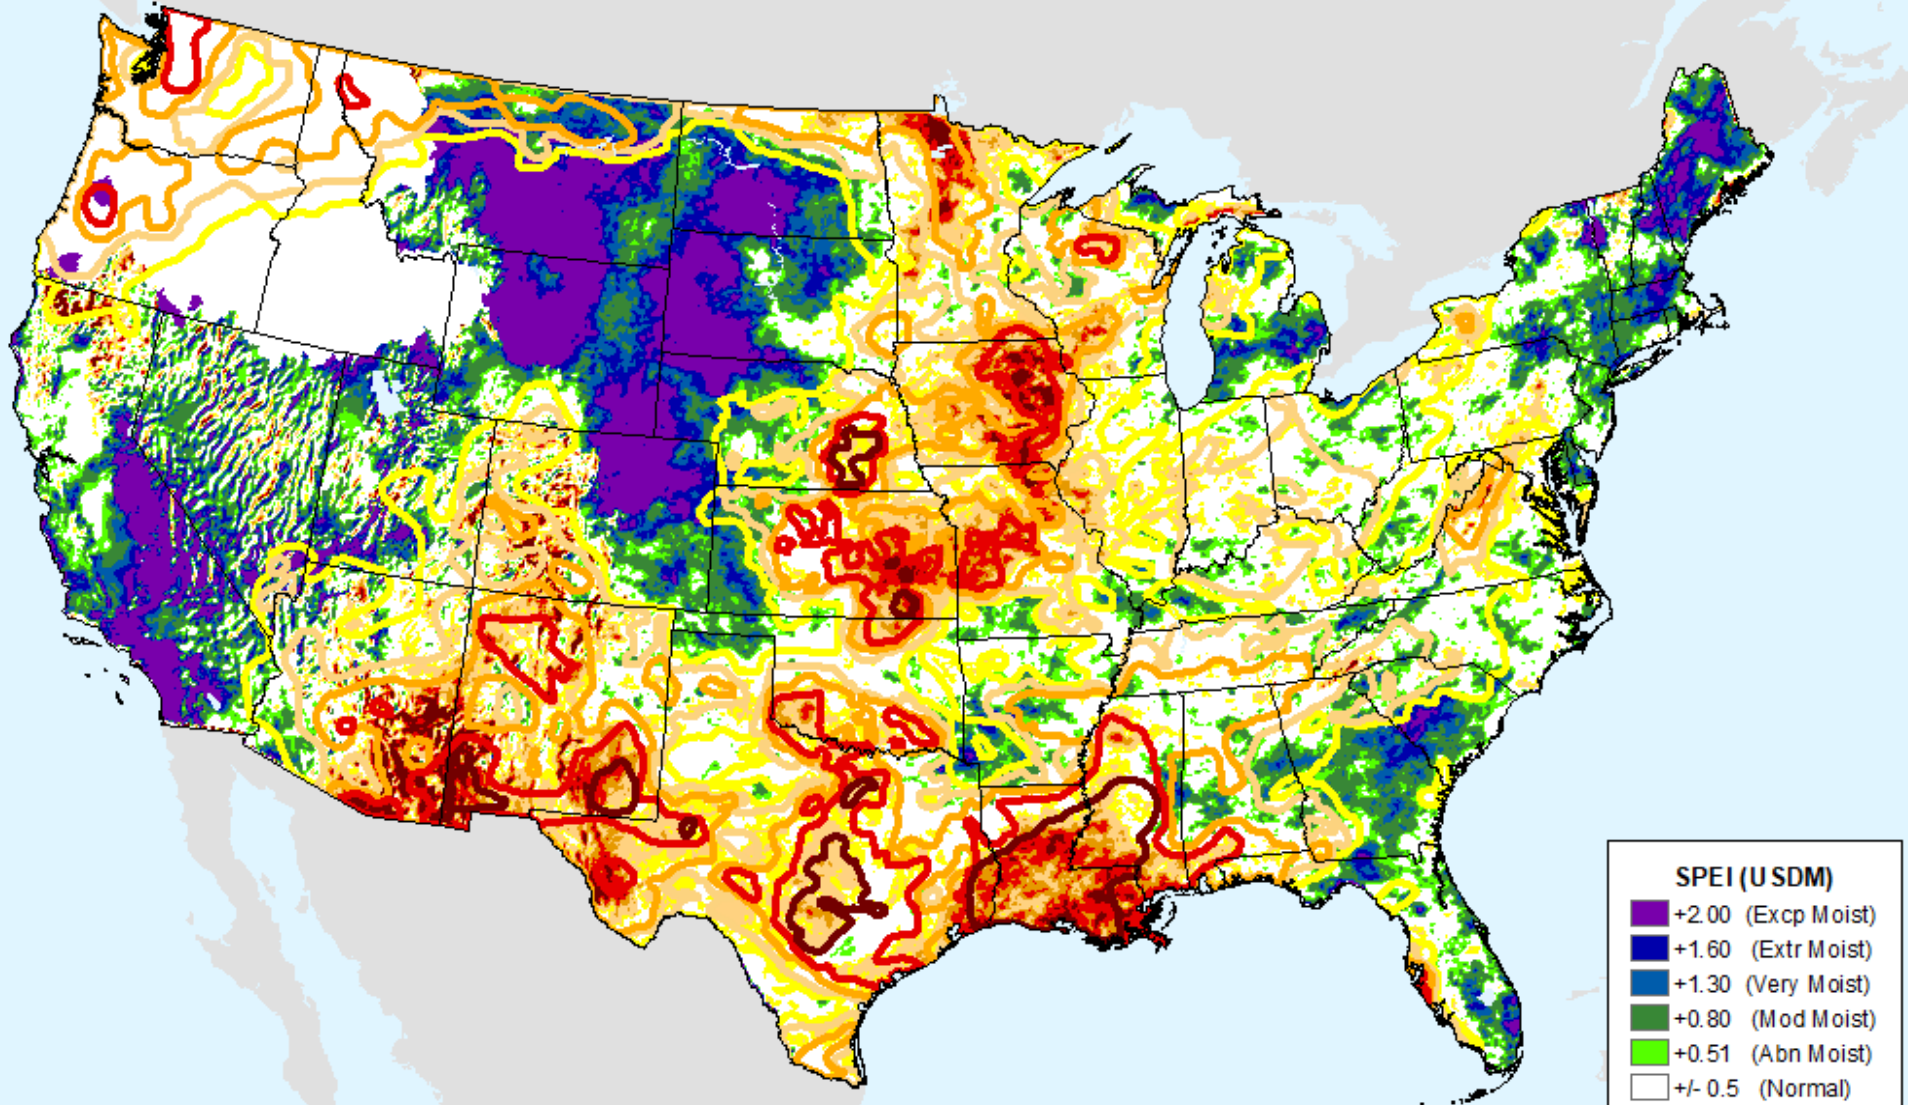 SPEI (USDM)
+2.00 (Excp Moist)
+1.60 (Extr Moist)
+1.30 (Very Moist)
+0.80 (Mod Moist)
+0.51 (Abn Moist)
+/- 0.5 (Normal)